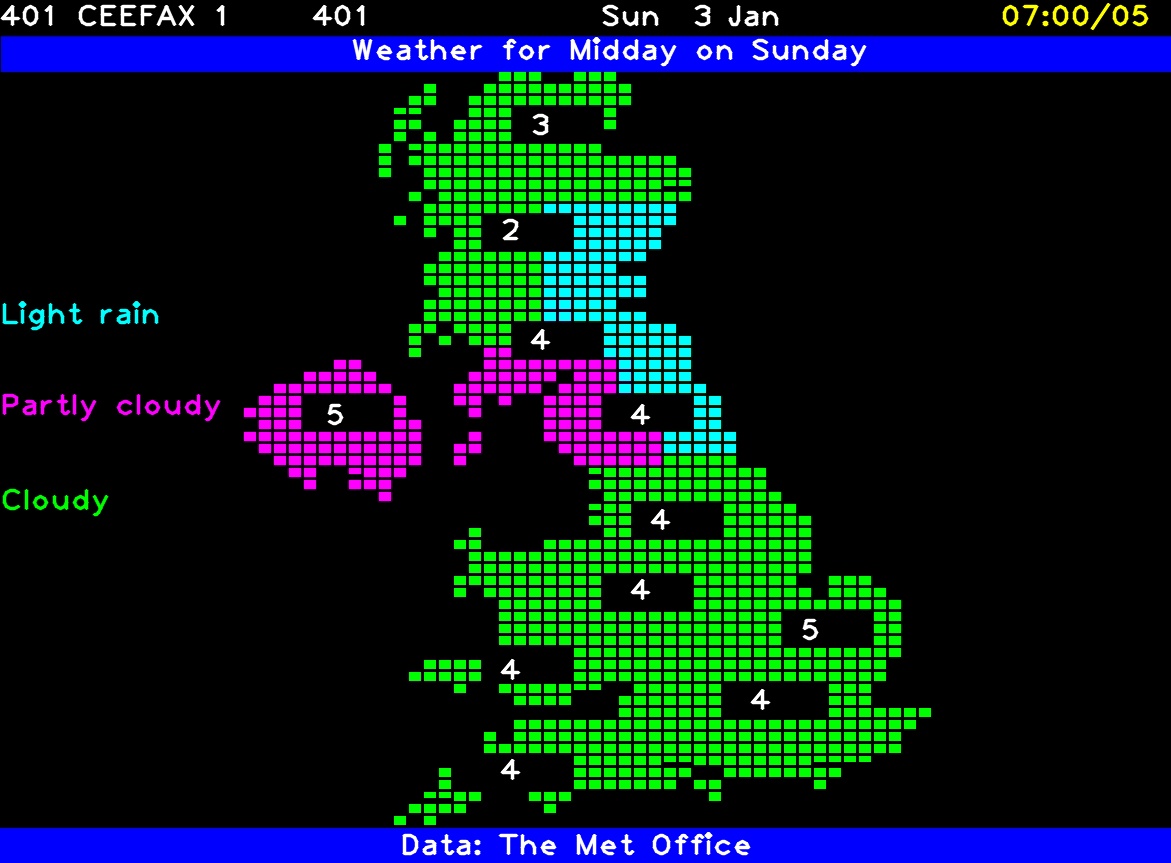 401 CEEFAX 1 401 Sun 3 Jan 07:00/05
Weather for Midday on Sunday
3
2
Light rain
4
Partly cloudy
5 4
Cloudy
4
4
5
4
4
4
Data: The Met Office